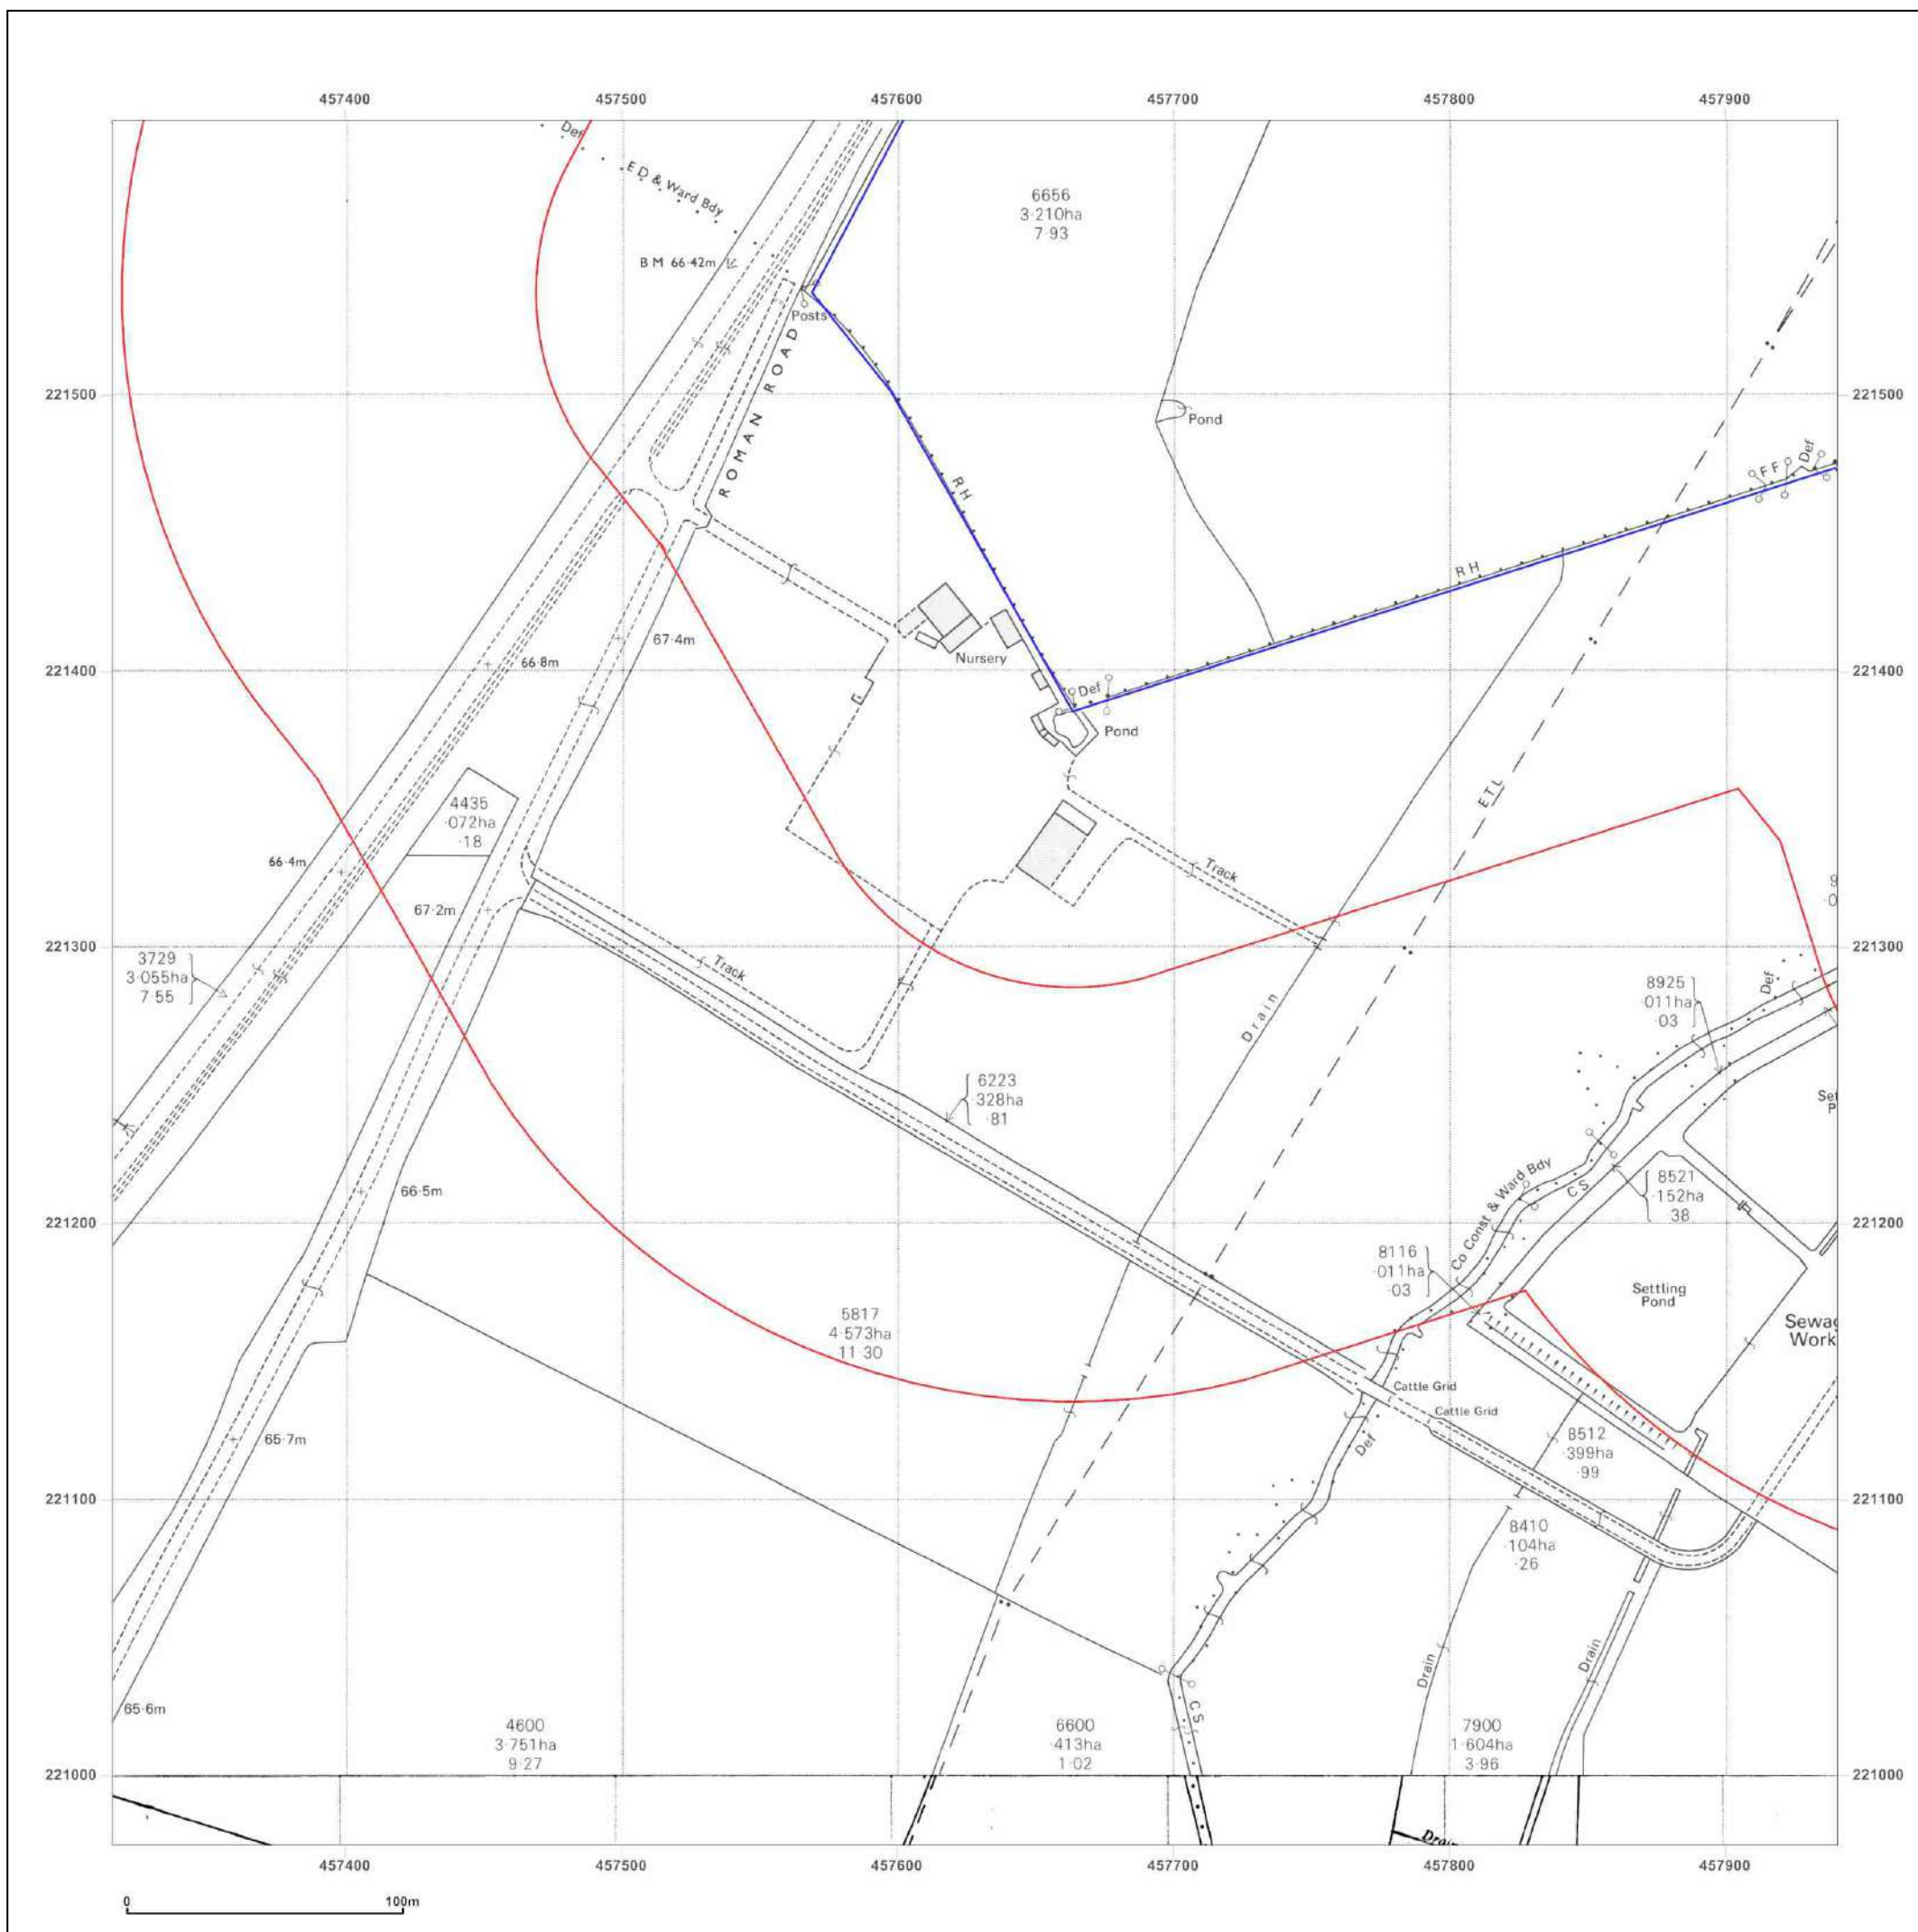 457400
457500
457600
457700
457800
457900
Def
E D & Ward Bdy
6656
3·210ha
7·93
B M 66·42m
Posts
ROMAN ROAD
221500
221500
Pond
Def
F F
R H
R H
67·4m
66·8m
Nursery
221400
221400
Def
Pond
ETL
4435
·072ha
·18
66·4m
Track
67·2m
221300
221300
3729
3·055ha
7·55
Track
Drain
8925
·011ha
·03
Def
6223
·328ha
·81
66·5m
Co Const & Ward Bdy
C S
8521
·152ha
·38
221200
221200
8116
·011ha
·03
Settling
Pond
5817
4·573ha
11·30
Cattle Grid
Cattle Grid
65·7m
Def
8512
·399ha
·99
221100
221100
8410
·104ha
·26
Drain
Drain
65·6m
C S
4600
3·751ha
9·27
6600
·413ha
1·02
7900
1·604ha
3·96
221000
221000
457400
457500
457600
457700
457800
457900
0
100m